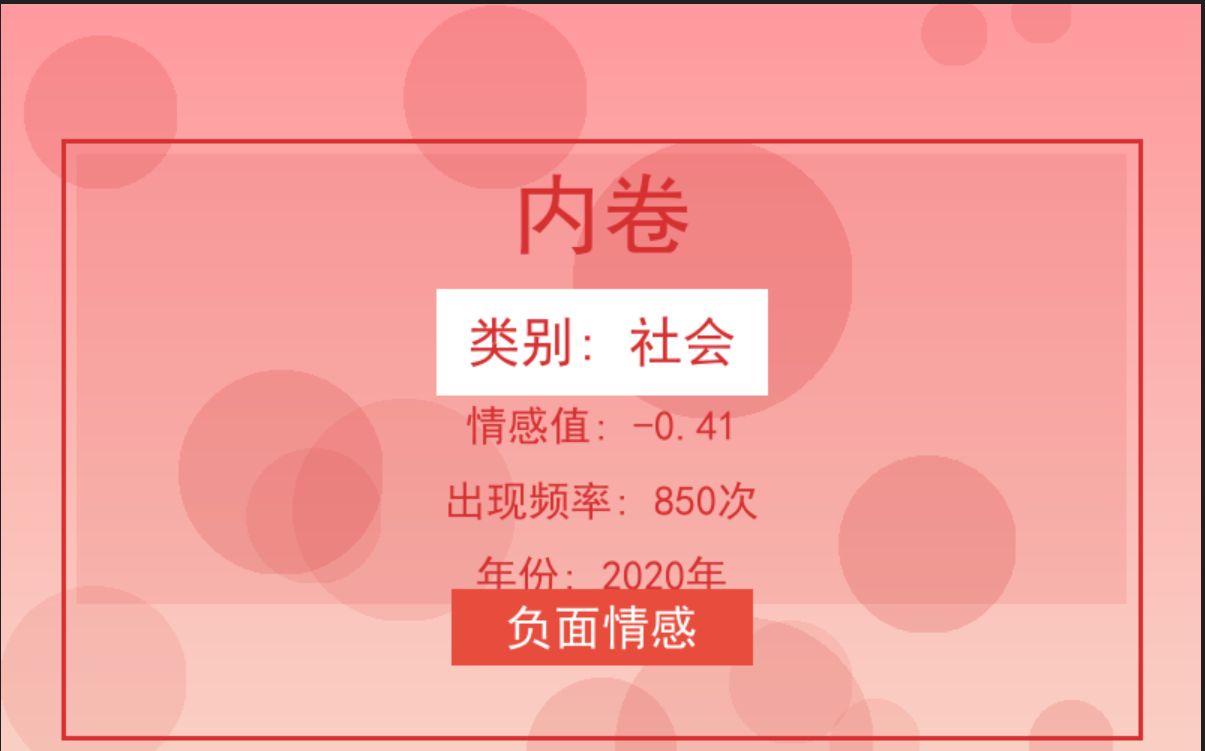 内卷
类别: 社会
情感值: -0.41
出现频率: 850次
年份: 2020年
负面情感